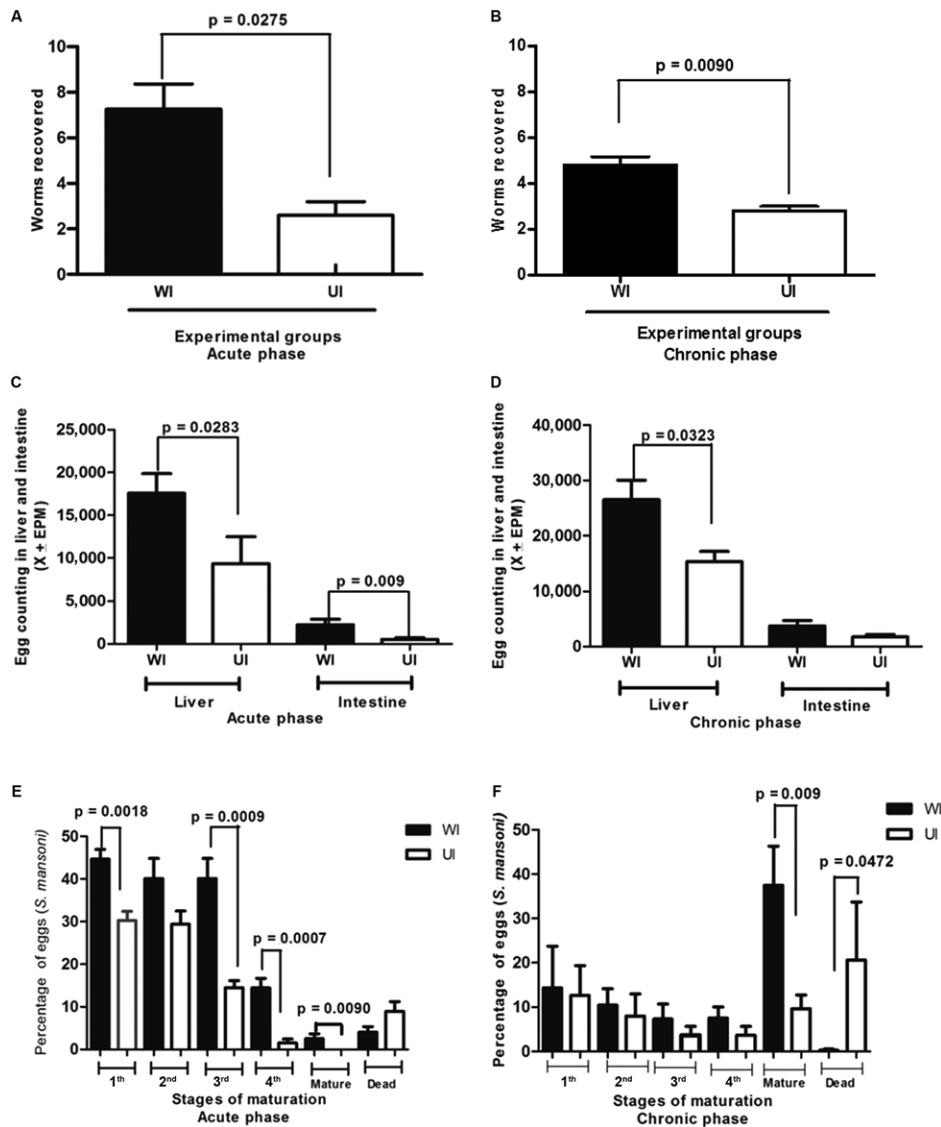 A
p = 0.0275
Worms recovered
10
8
6
4
2
0
WI
UI
Experimental groups
Acute phase
B
p = 0.0090
Worms recovered
10
8
6
4
2
0
WI
UI
Experimental groups
Chronic phase
C
p = 0.0283
p = 0.009
Egg counting in liver and intestine
(X ± EPM)
25,000
20,000
15,000
10,000
5,000
0
WI
UI
WI
UI
Liver
Intestine
Acute phase
D
p = 0.0323
Egg counting in liver and intestine
(X ± EPM)
40,000
30,000
20,000
10,000
0
WI
UI
WI
UI
Liver
Intestine
Chronic phase
E
p = 0.0018
p = 0.0009
p = 0.0007
p = 0.0090
WI
UI
Percentage of eggs (S. mansoni)
50
40
30
20
10
0
1th
2nd
3rd
4th
Mature
Dead
Stages of maturation
Acute phase
F
p = 0.009
p = 0.0472
WI
UI
Percentage of eggs (S. mansoni)
50
40
30
20
10
0
1th
2nd
3rd
4th
Mature
Dead
Stages of maturation
Chronic phase